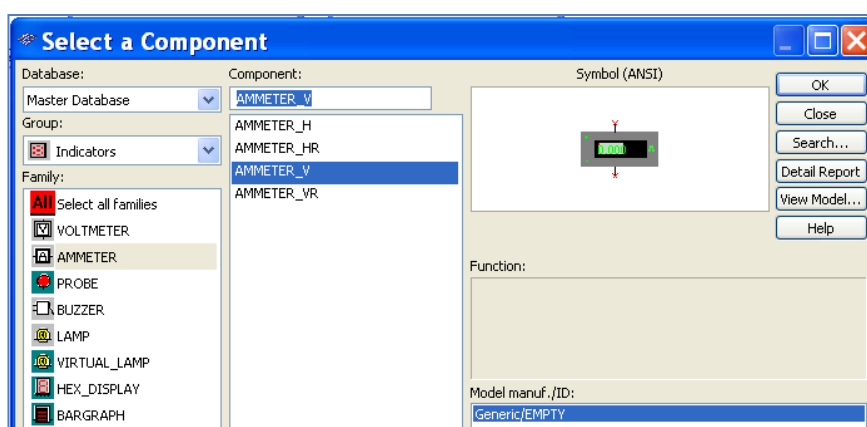 Select a Component
Database:
Master Database
Group:
Indicators
Family:
All Select all families
VOLTMETER
AMMETER
PROBE
BUZZER
LAMP
VIRTUAL_LAMP
HEX_DISPLAY
BARGRAPH
Component:
AMMETER_V
AMMETER_H
AMMETER_HR
AMMETER_V
AMMETER_VR
Symbol (ANSI)
0.000
OK
Close
Search...
Detail Report
View Model...
Help
Function:
Model manuf./ID:
Generic/EMPTY